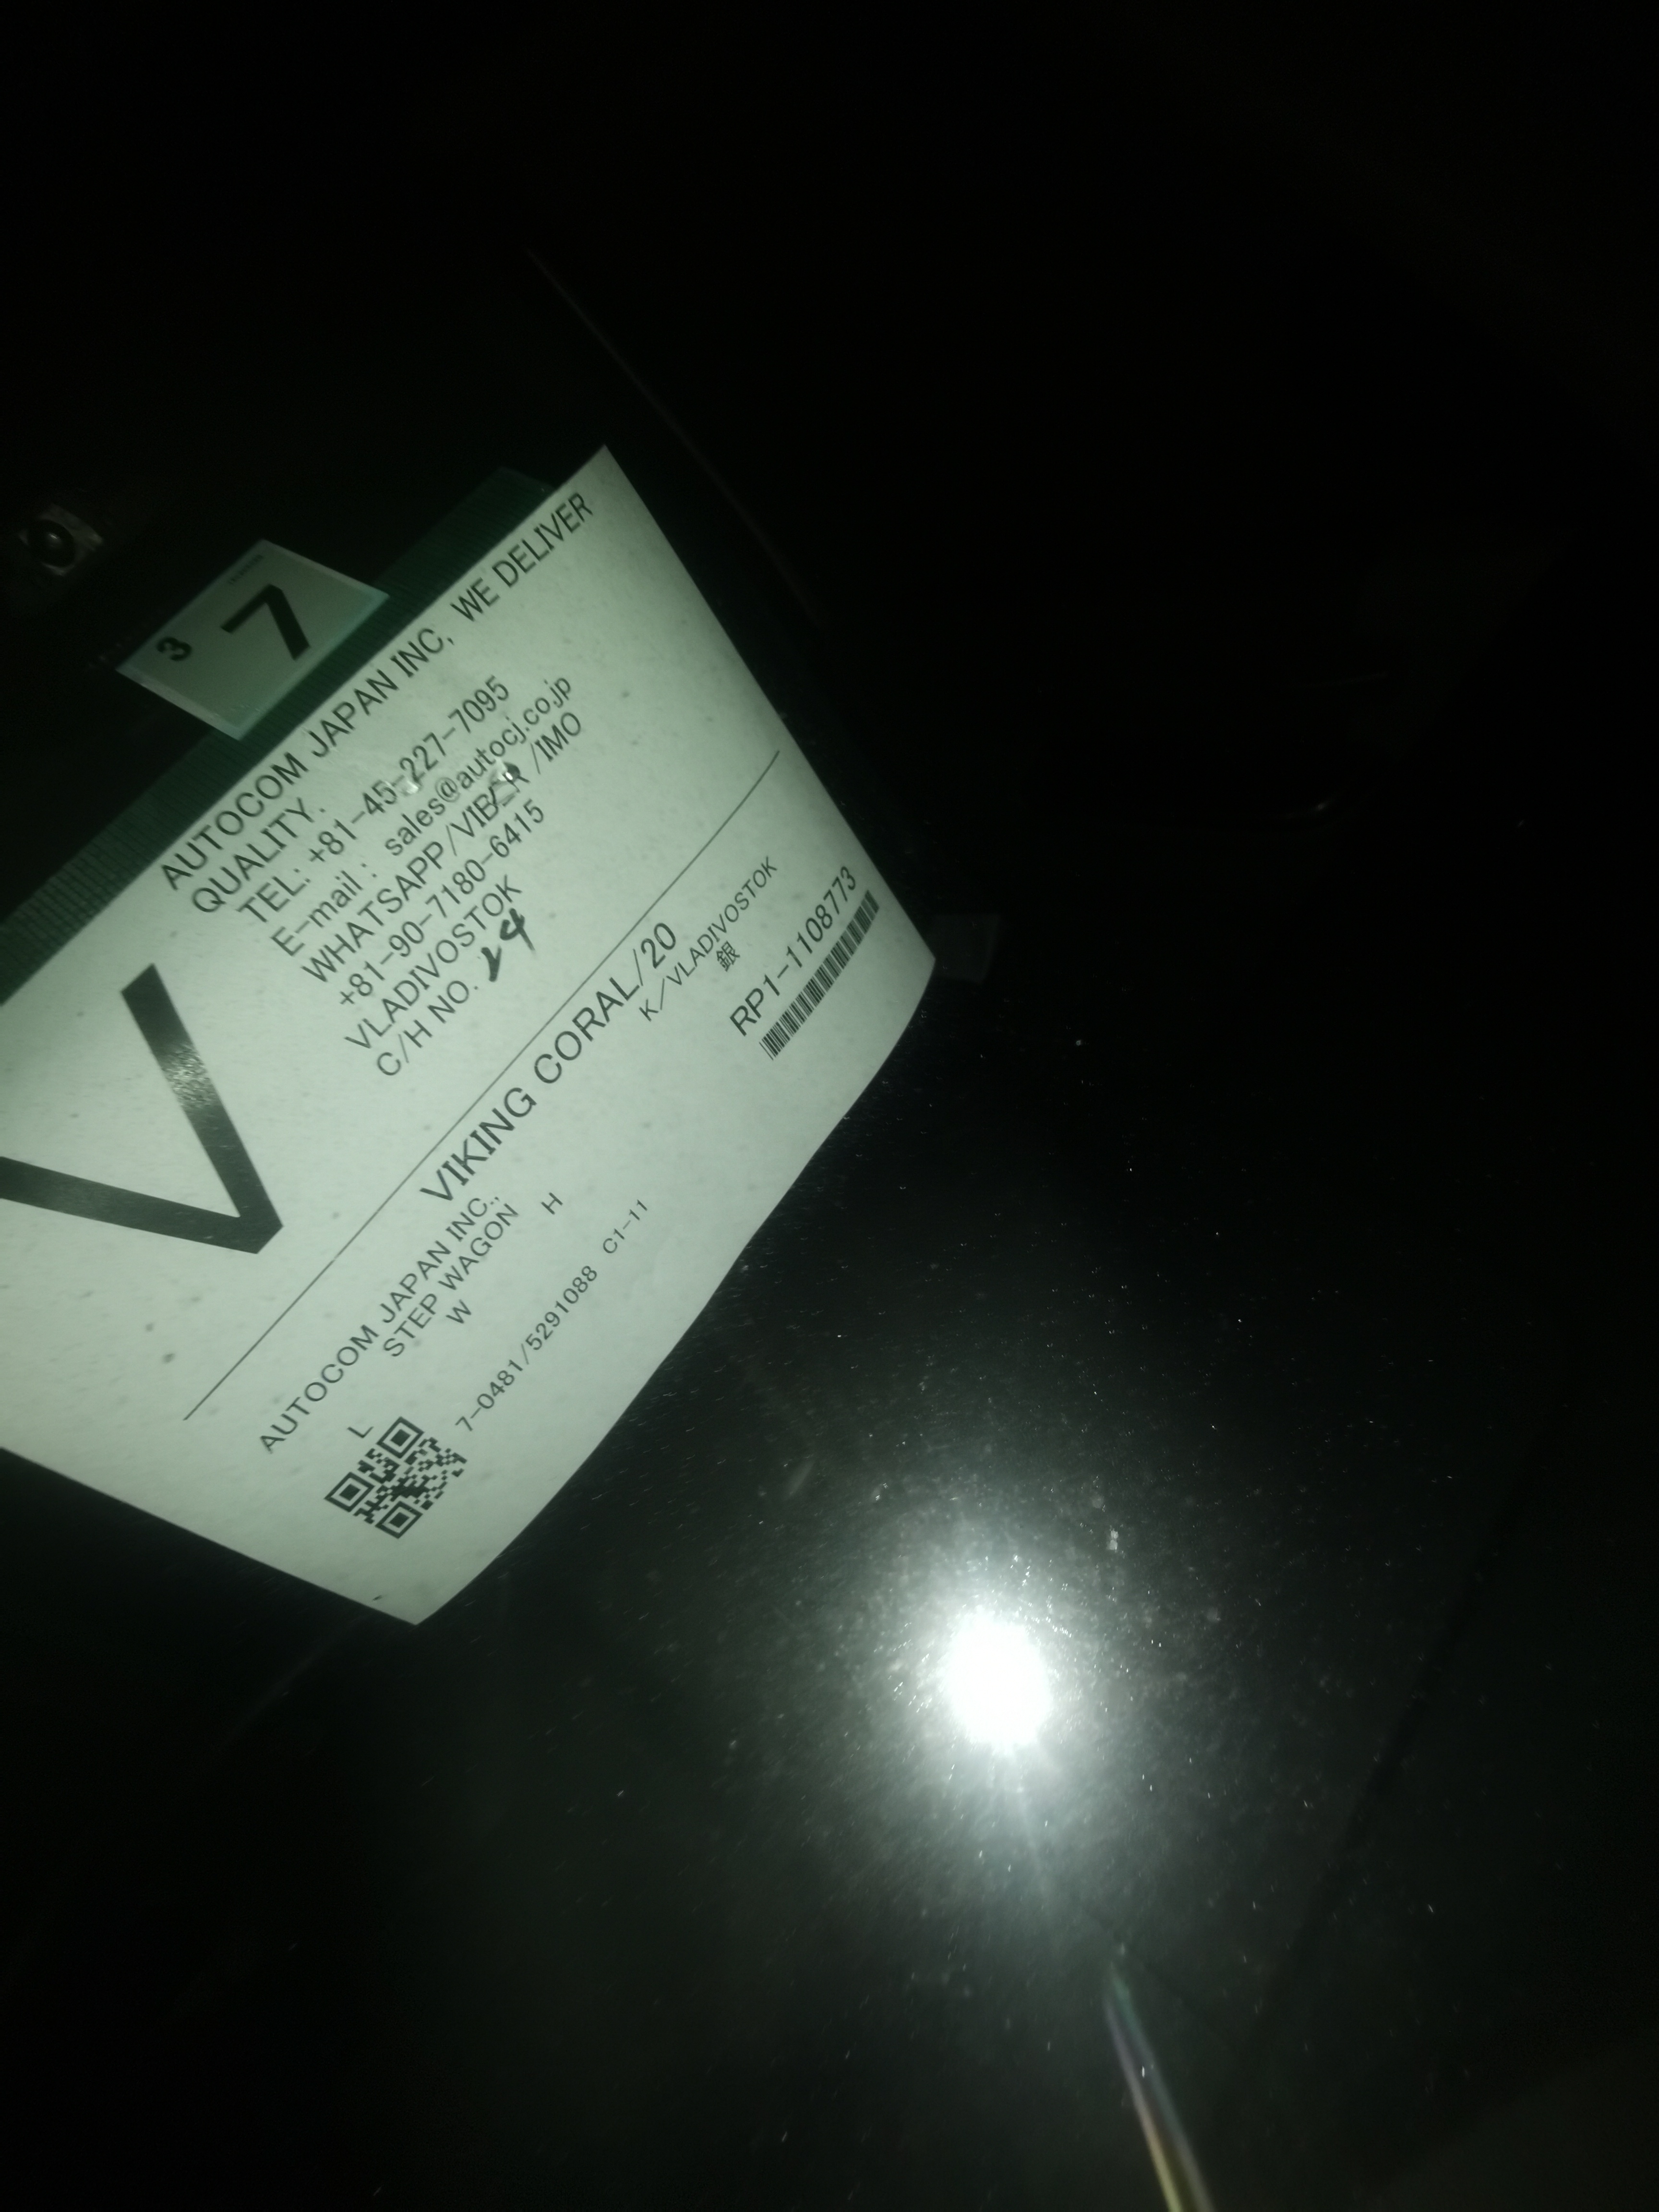 3
7
AUTOCOM JAPAN INC, WE DELIVER
QUALITY.
TEL: +81-45-227-7095
E-mail : sales@autocj.co.jp
WHATSAPP/VIBER /IMO
+81-90-7180-6415
VLADIVOSTOK
C/H NO. 24
V
VIKING CORAL/20
K/VLADIVOSTOK
銀
RP1-1108773
AUTOCOM JAPAN INC.,
STEP WAGON H
W
L
7-0481/5291088 C1-11